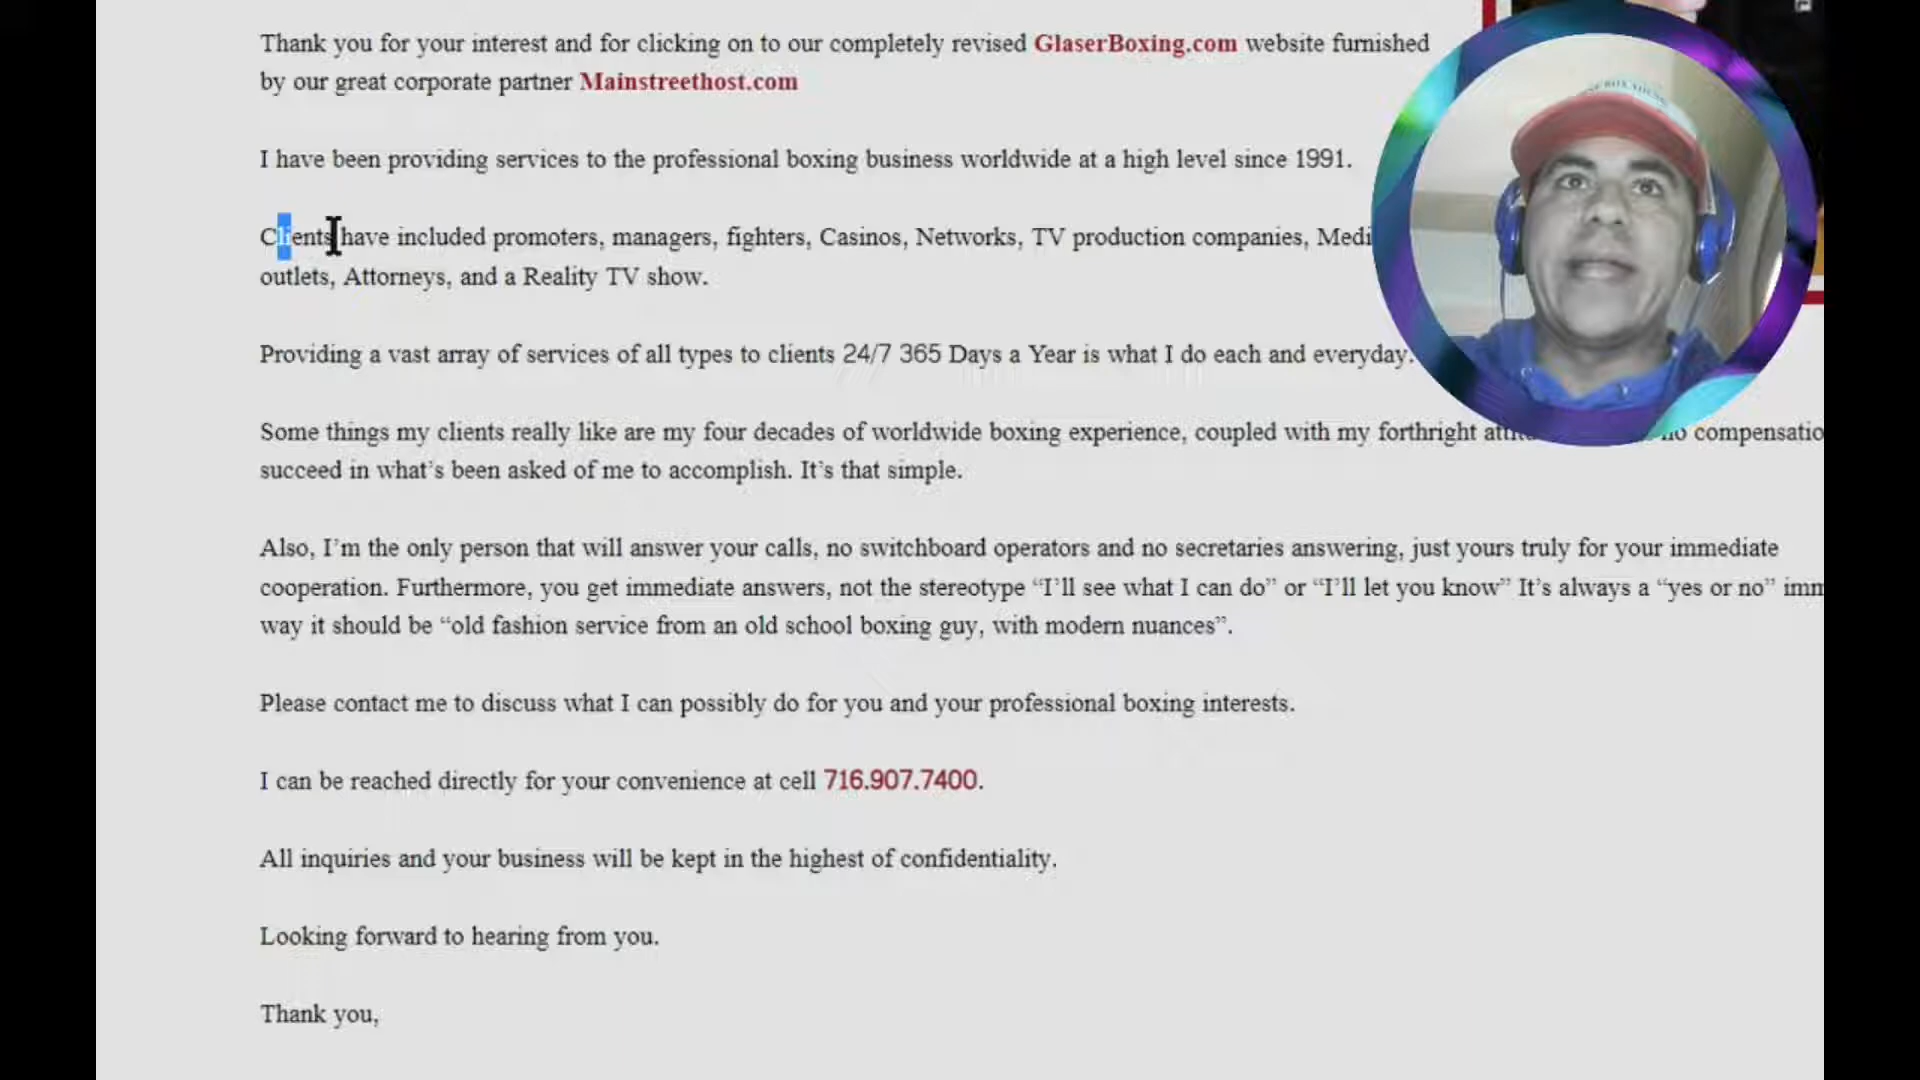 Thank you for your interest and for clicking on to our completely revised GlaserBoxing.com website furnished
by our great corporate partner Mainstreethost.com
I have been providing services to the professional boxing business worldwide at a high level since 1991.
Clients have included promoters, managers, fighters, Casinos, Networks, TV production companies, Medi
outlets, Attorneys, and a Reality TV show.
Providing a vast array of services of all types to clients 24/7 365 Days a Year is what I do each and everyday.
Some things my clients really like are my four decades of worldwide boxing experience, coupled with my forthright no compensatio
succeed in what’s been asked of me to accomplish. It’s that simple.
Also, I’m the only person that will answer your calls, no switchboard operators and no secretaries answering, just yours truly for your immediate
cooperation. Furthermore, you get immediate answers, not the stereotype “I’ll see what I can do” or “I’ll let you know” It’s always a “yes or no” imm
way it should be “old fashion service from an old school boxing guy, with modern nuances”.
Please contact me to discuss what I can possibly do for you and your professional boxing interests.
I can be reached directly for your convenience at cell 716.907.7400.
All inquiries and your business will be kept in the highest of confidentiality.
Looking forward to hearing from you.
Thank you,